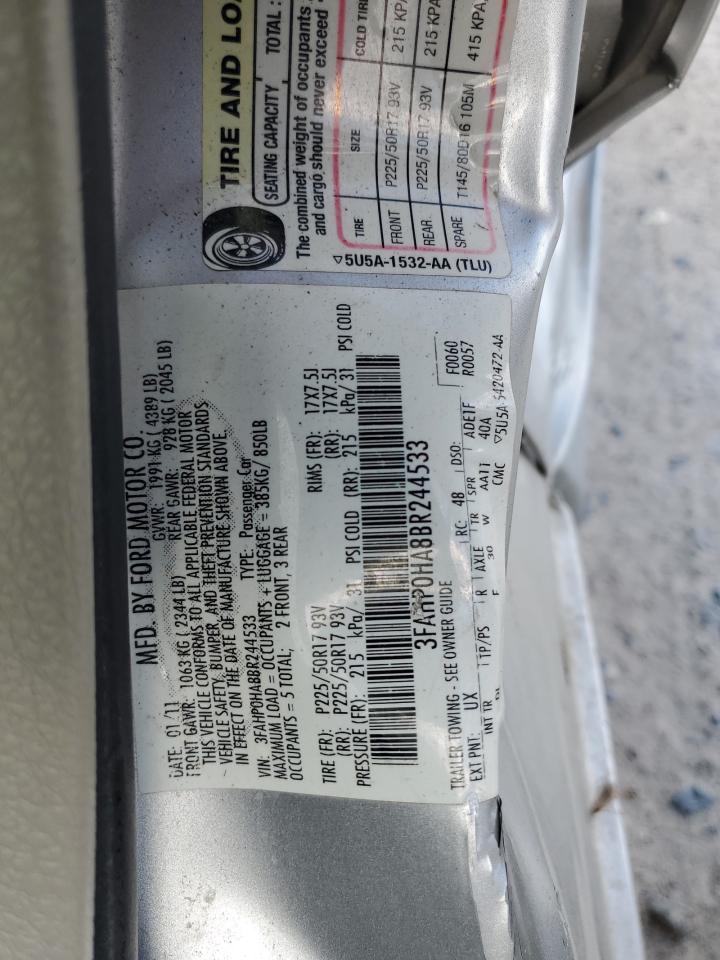 MFD. BY FORD MOTOR CO.
DATE: 01/11 GVWR: 1991 KG ( 4389 LB)
FRONT GAWR: 1063 KG ( 2344 LB) REAR GAWR: 928 KG ( 2045 LB)
THIS VEHICLE CONFORMS TO ALL APPLICABLE FEDERAL MOTOR
VEHICLE SAFETY, BUMPER, AND THEFT PREVENTION STANDARDS
IN EFFECT ON THE DATE OF MANUFACTURE SHOWN ABOVE.
VIN: 3FAHP0HA8BR244533 TYPE: Passenger Car
MAXIMUM LOAD = OCCUPANTS + LUGGAGE = 385KG/ 850LB
OCCUPANTS = 5 TOTAL; 2 FRONT, 3 REAR
TIRE (FR): P225/50R17 93V RIMS (FR): 17X7.5J
(RR): P225/50R17 93V (RR): 17X7.5J
PRESSURE (FR): 215 kPa/ 31 PSI COLD (RR): 215 kPa/ 31 PSI COLD
3FAHP0HA8BR244533
TRAILER TOWING - SEE OWNER GUIDE F0060
EXT PNT: UX RC: 48 DSO: R0057
INT TR TP/PS R AXLE TR SPR ADE1F
F 30 W AA11 40A
CMC ▽5U5A 5420472 AA
TIRE AND LO
SEATING CAPACITY TOTAL :
The combined weight of occupants
and cargo should never exceed
TIRE SIZE COLD TIR
FRONT P225/50R17 93V 215 KPA
REAR P225/50R17 93V 215 KPA
SPARE T145/80D16 105M 415 KPA,
▽5U5A-1532-AA (TLU)